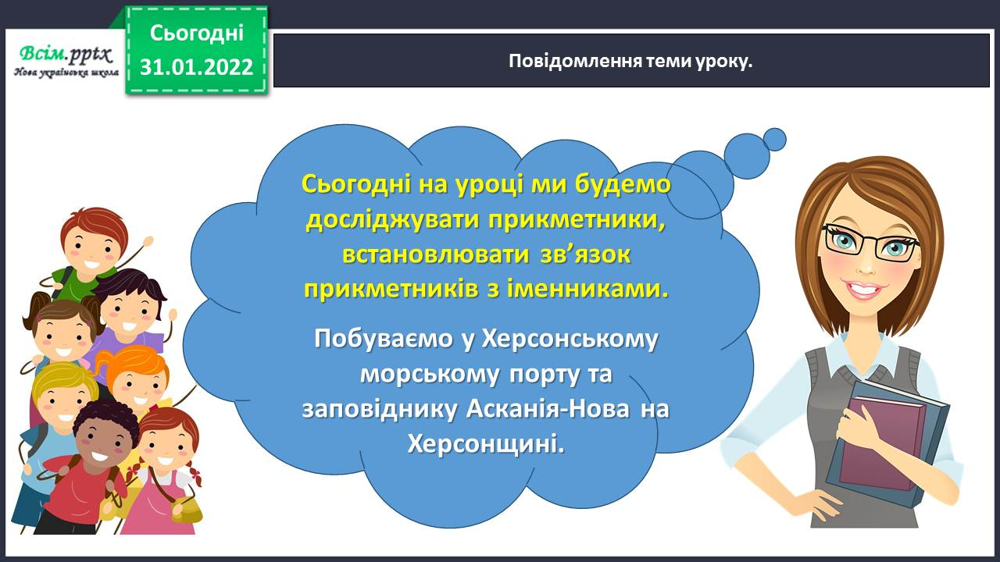 Всім.pptx
Нова українська школа
Сьогодні
31.01.2022
Повідомлення теми уроку.
Сьогодні на уроці ми будемо
досліджувати прикметники,
встановлювати зв’язок
прикметників з іменниками.
Побуваємо у Херсонському
морському порту та
заповіднику Асканія-Нова на
Херсонщині.